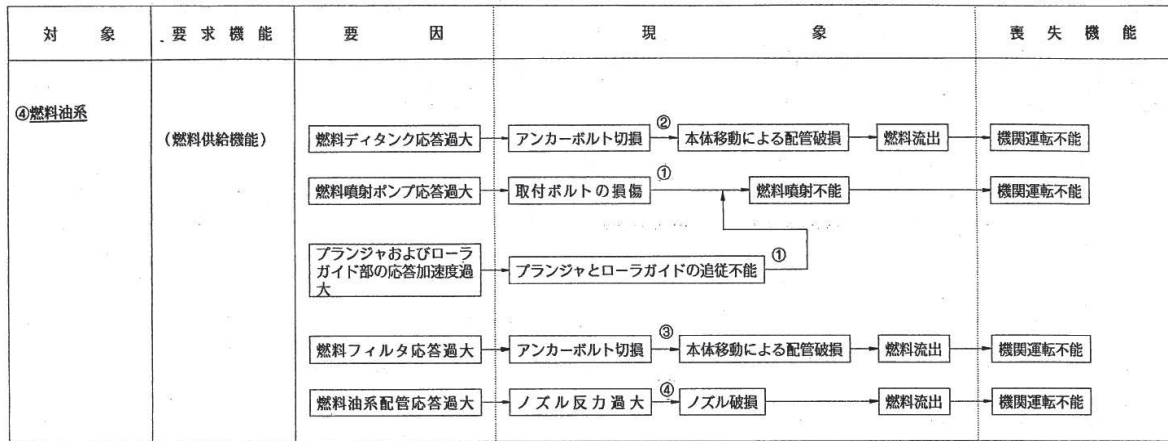 対象 要求機能 要因 現象 喪失機能
④燃料油系
(燃料供給機能)
燃料ディタンク応答過大 アンカーボルト切損 ② 本体移動による配管破損 燃料流出 機関運転不能
燃料噴射ポンプ応答過大 取付ボルトの損傷 ① 燃料噴射不能 機関運転不能
プランジャおよびローラ
ガイド部の応答加速度過
大
プランジャとローラガイドの追従不能 ①
燃料フィルタ応答過大 アンカーボルト切損 ③ 本体移動による配管破損 燃料流出 機関運転不能
燃料油系配管応答過大 ノズル反力過大 ④ ノズル破損 燃料流出 機関運転不能